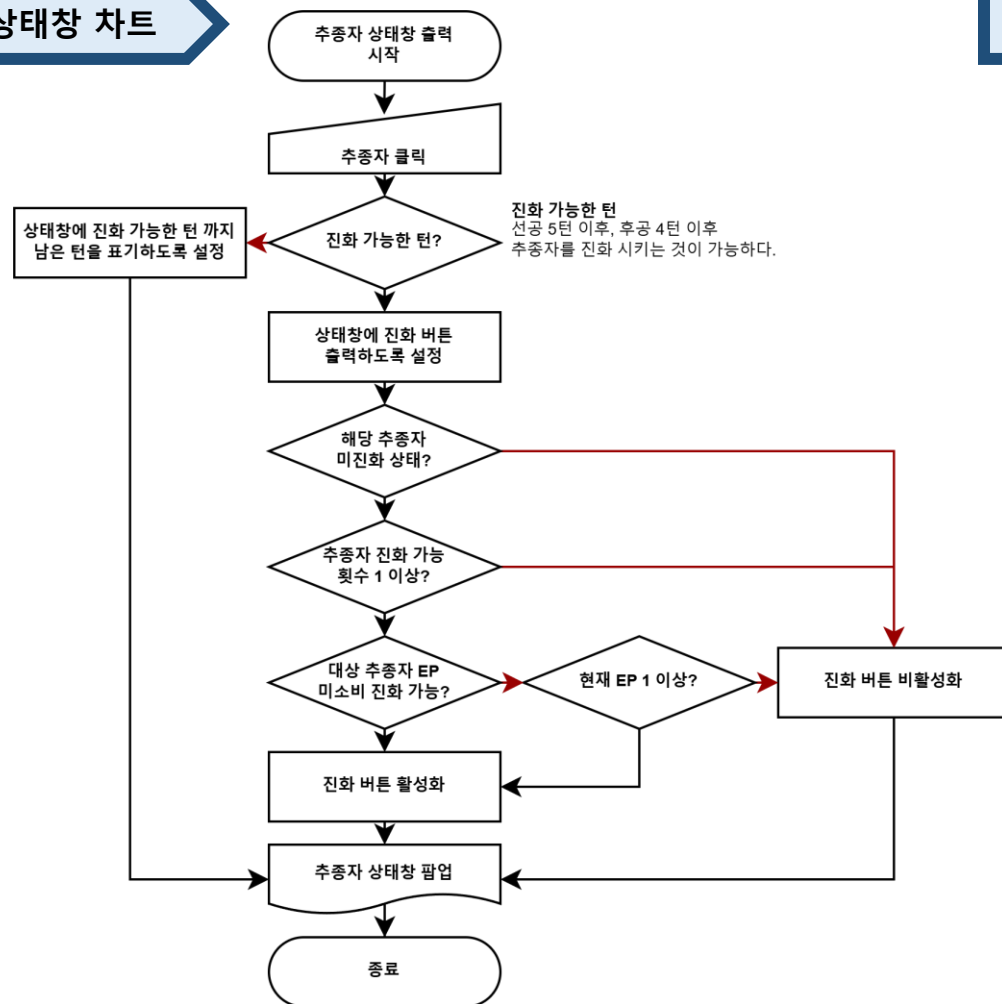 상태창 차트
추종자 상태창 출력
시작
추종자 클릭
진화 가능한 턴?
진화 가능한 턴
선공 5턴 이후, 후공 4턴 이후
추종자를 진화 시키는 것이 가능하다.
상태창에 진화 가능한 턴 까지
남은 턴을 표기하도록 설정
상태창에 진화 버튼
출력하도록 설정
해당 추종자
미진화 상태?
추종자 진화 가능
횟수 1 이상?
대상 추종자 EP
미소비 진화 가능?
현재 EP 1 이상?
진화 버튼 비활성화
진화 버튼 활성화
추종자 상태창 팝업
종료